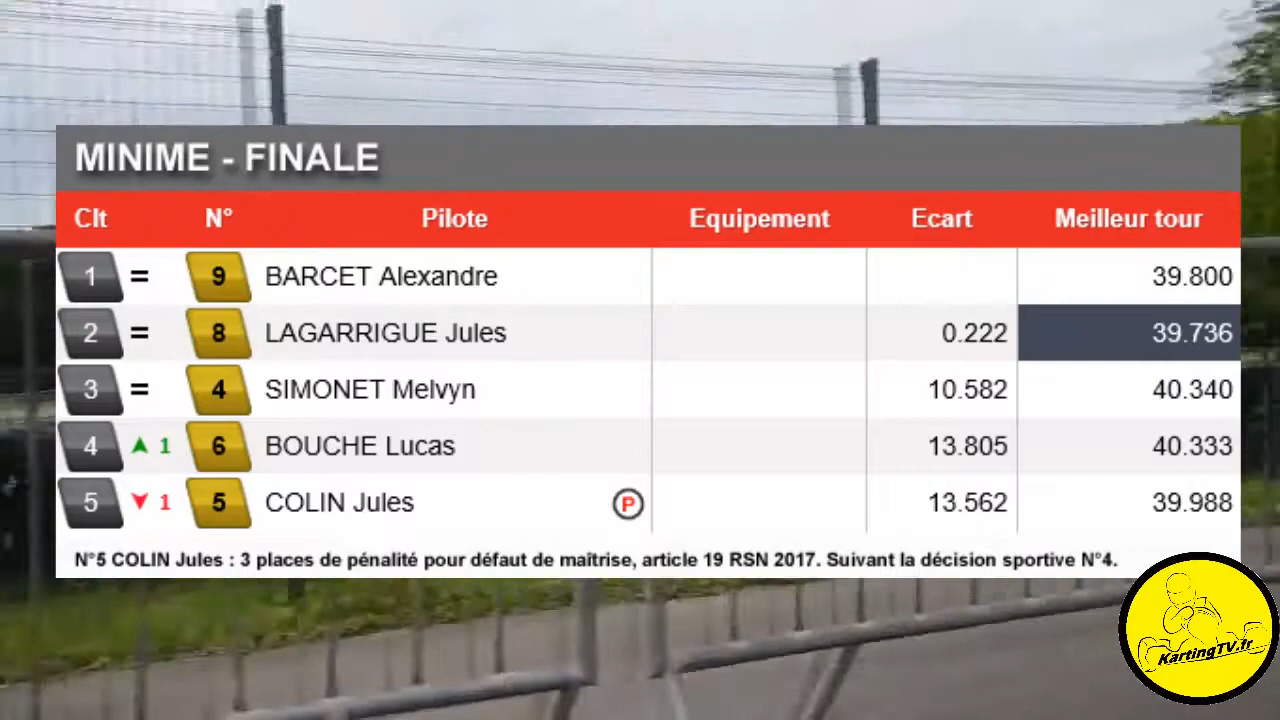 MINIME - FINALE
Clt N° Pilote Equipement Ecart Meilleur tour
1 = 9 BARCET Alexandre 39.800
2 = 8 LAGARRIGUE Jules 0.222 39.736
3 = 4 SIMONET Melvyn 10.582 40.340
4 1 6 BOUCHE Lucas 13.805 40.333
5 1 5 COLIN Jules P 13.562 39.988
N°5 COLIN Jules : 3 places de pénalité pour défaut de maîtrise, article 19 RSN 2017. Suivant la décision sportive N°4.
KartingTV.fr